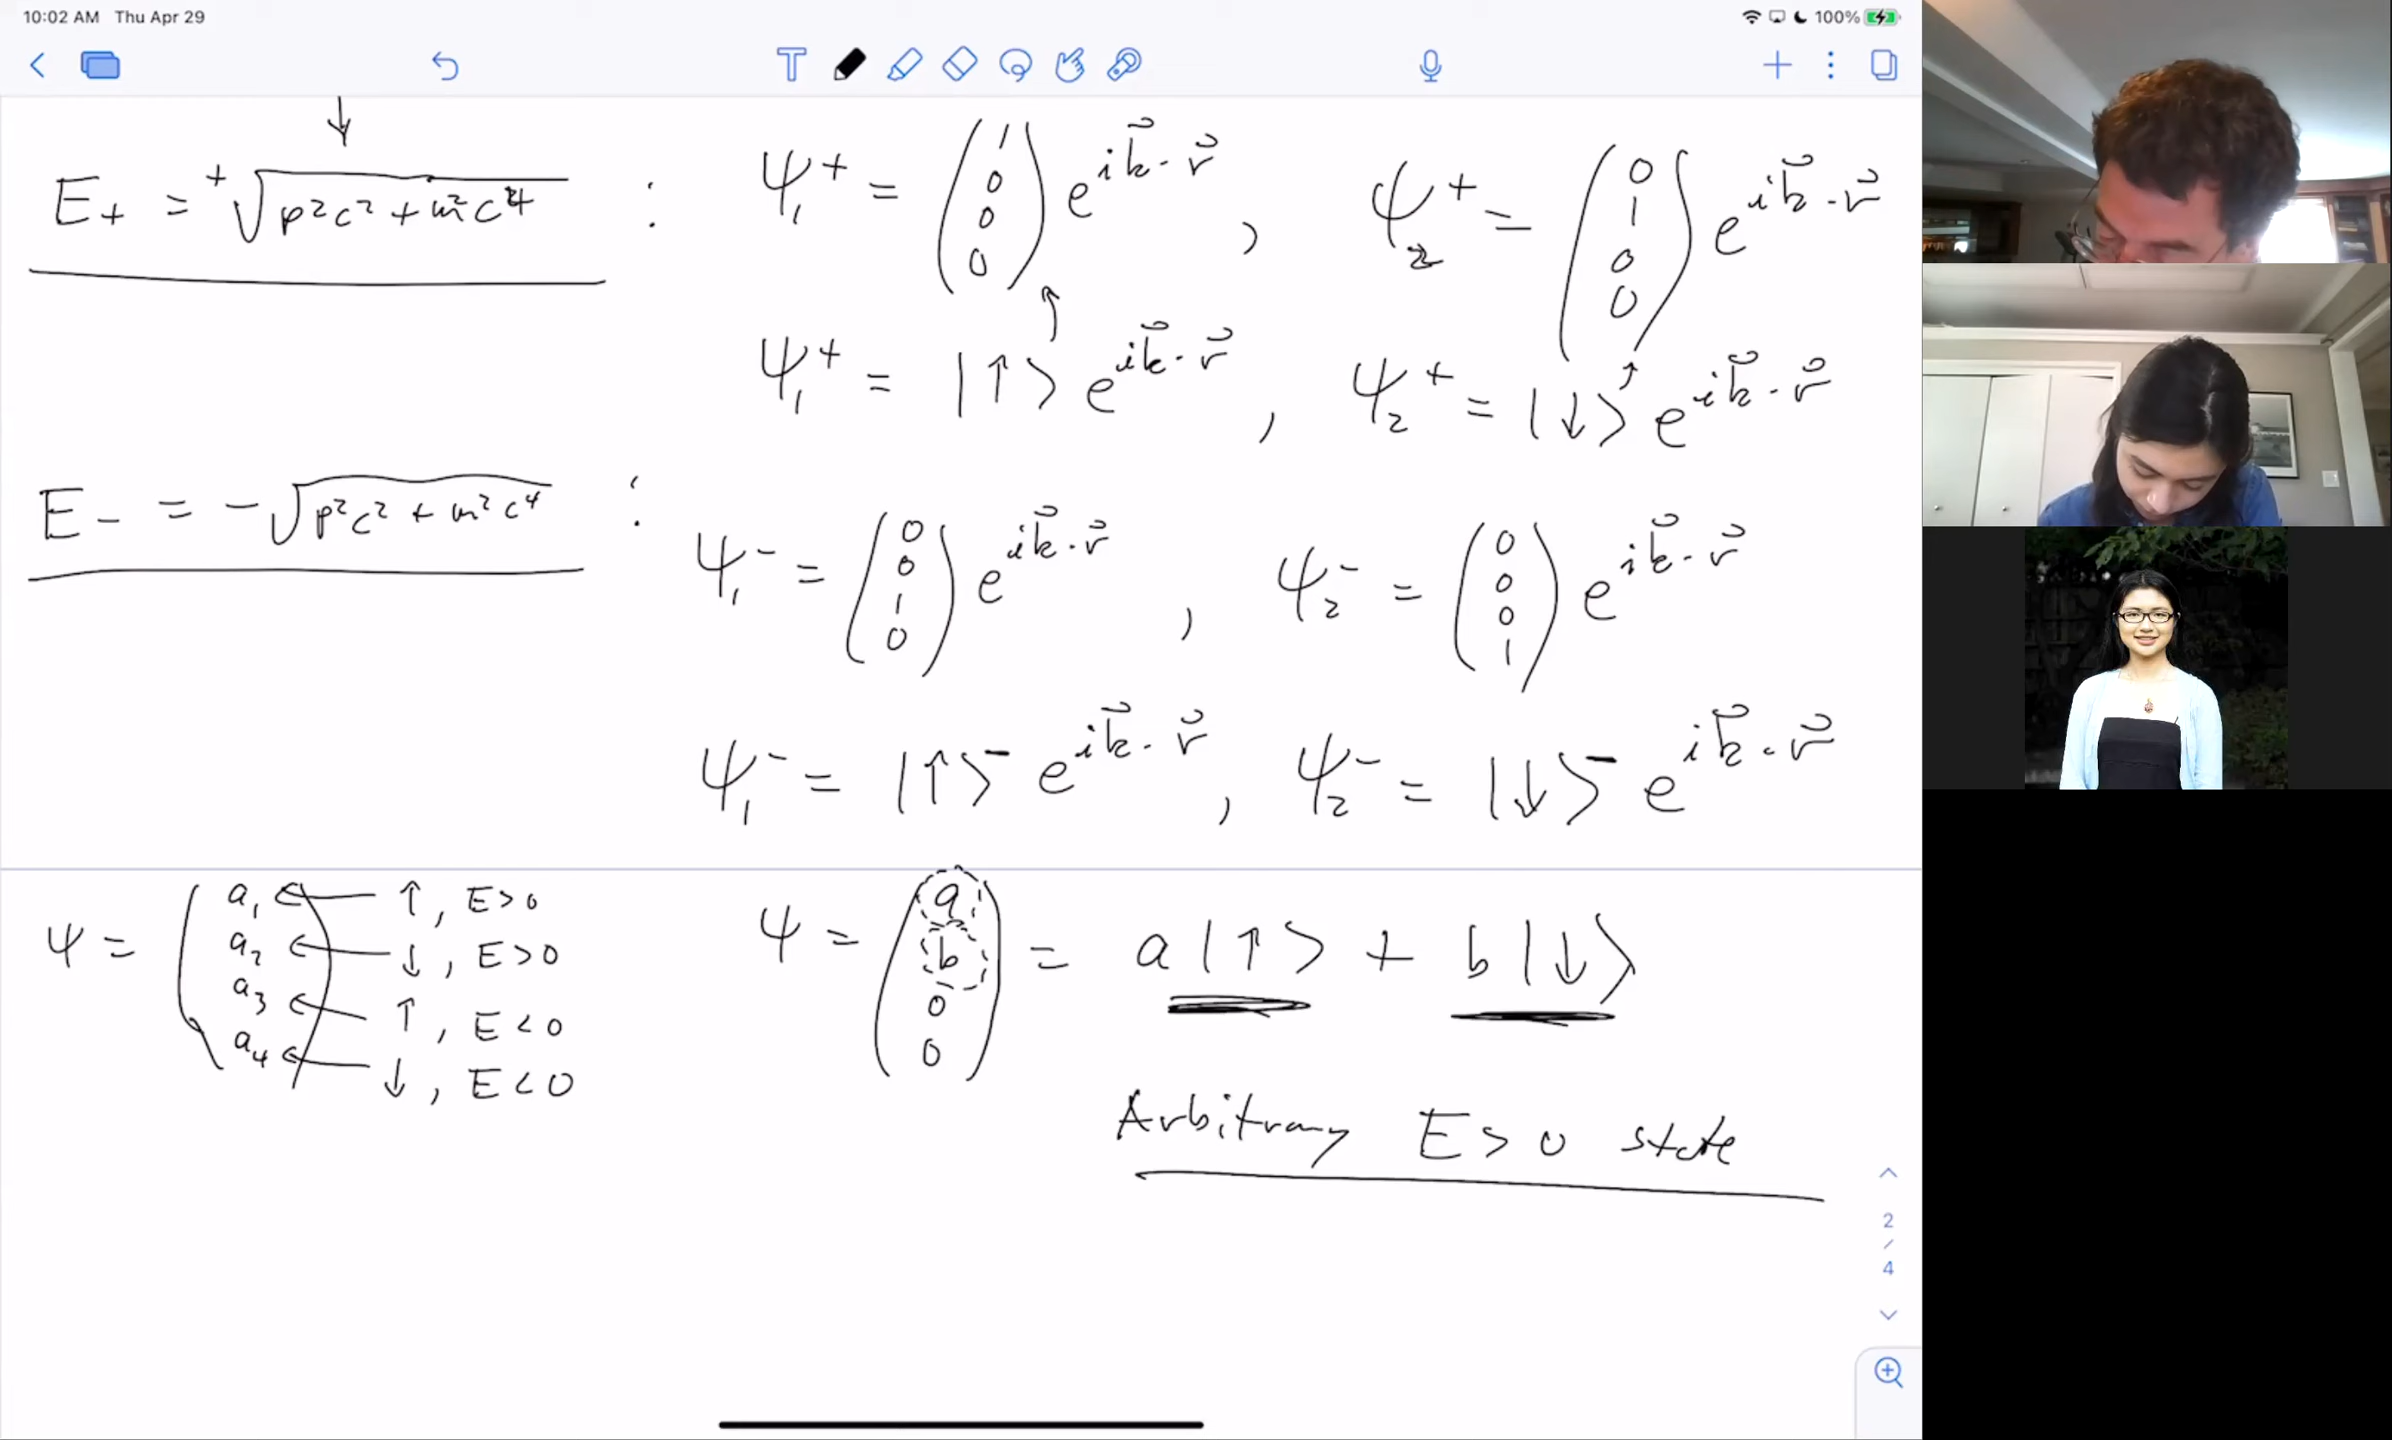 10:02 AM Thu Apr 29
100%
E₊ = +√(p²c² + m²c⁴) : ψ₁⁺ = (1 0 0 0) e^{ik⃗·r⃗} , ψ₂⁺ = (0 1 0 0) e^{ik⃗·r⃗}
ψ₁⁺ = |↑> e^{ik⃗·r⃗} , ψ₂⁺ = |↓> e^{ik⃗·r⃗}
E₋ = -√(p²c² + m²c⁴) : ψ₁⁻ = (0 0 1 0) e^{ik⃗·r⃗} , ψ₂⁻ = (0 0 0 1) e^{ik⃗·r⃗}
ψ₁⁻ = |↑>⁻ e^{ik⃗·r⃗} , ψ₂⁻ = |↓>⁻ e^{ik⃗·r⃗}
ψ = (a₁ a₂ a₃ a₄)
← ↑, E>0
← ↓, E>0
← ↑, E<0
← ↓, E<0
ψ = (a b 0 0) = a|↑> + b|↓>
Arbitrary E>0 state
2
/
4